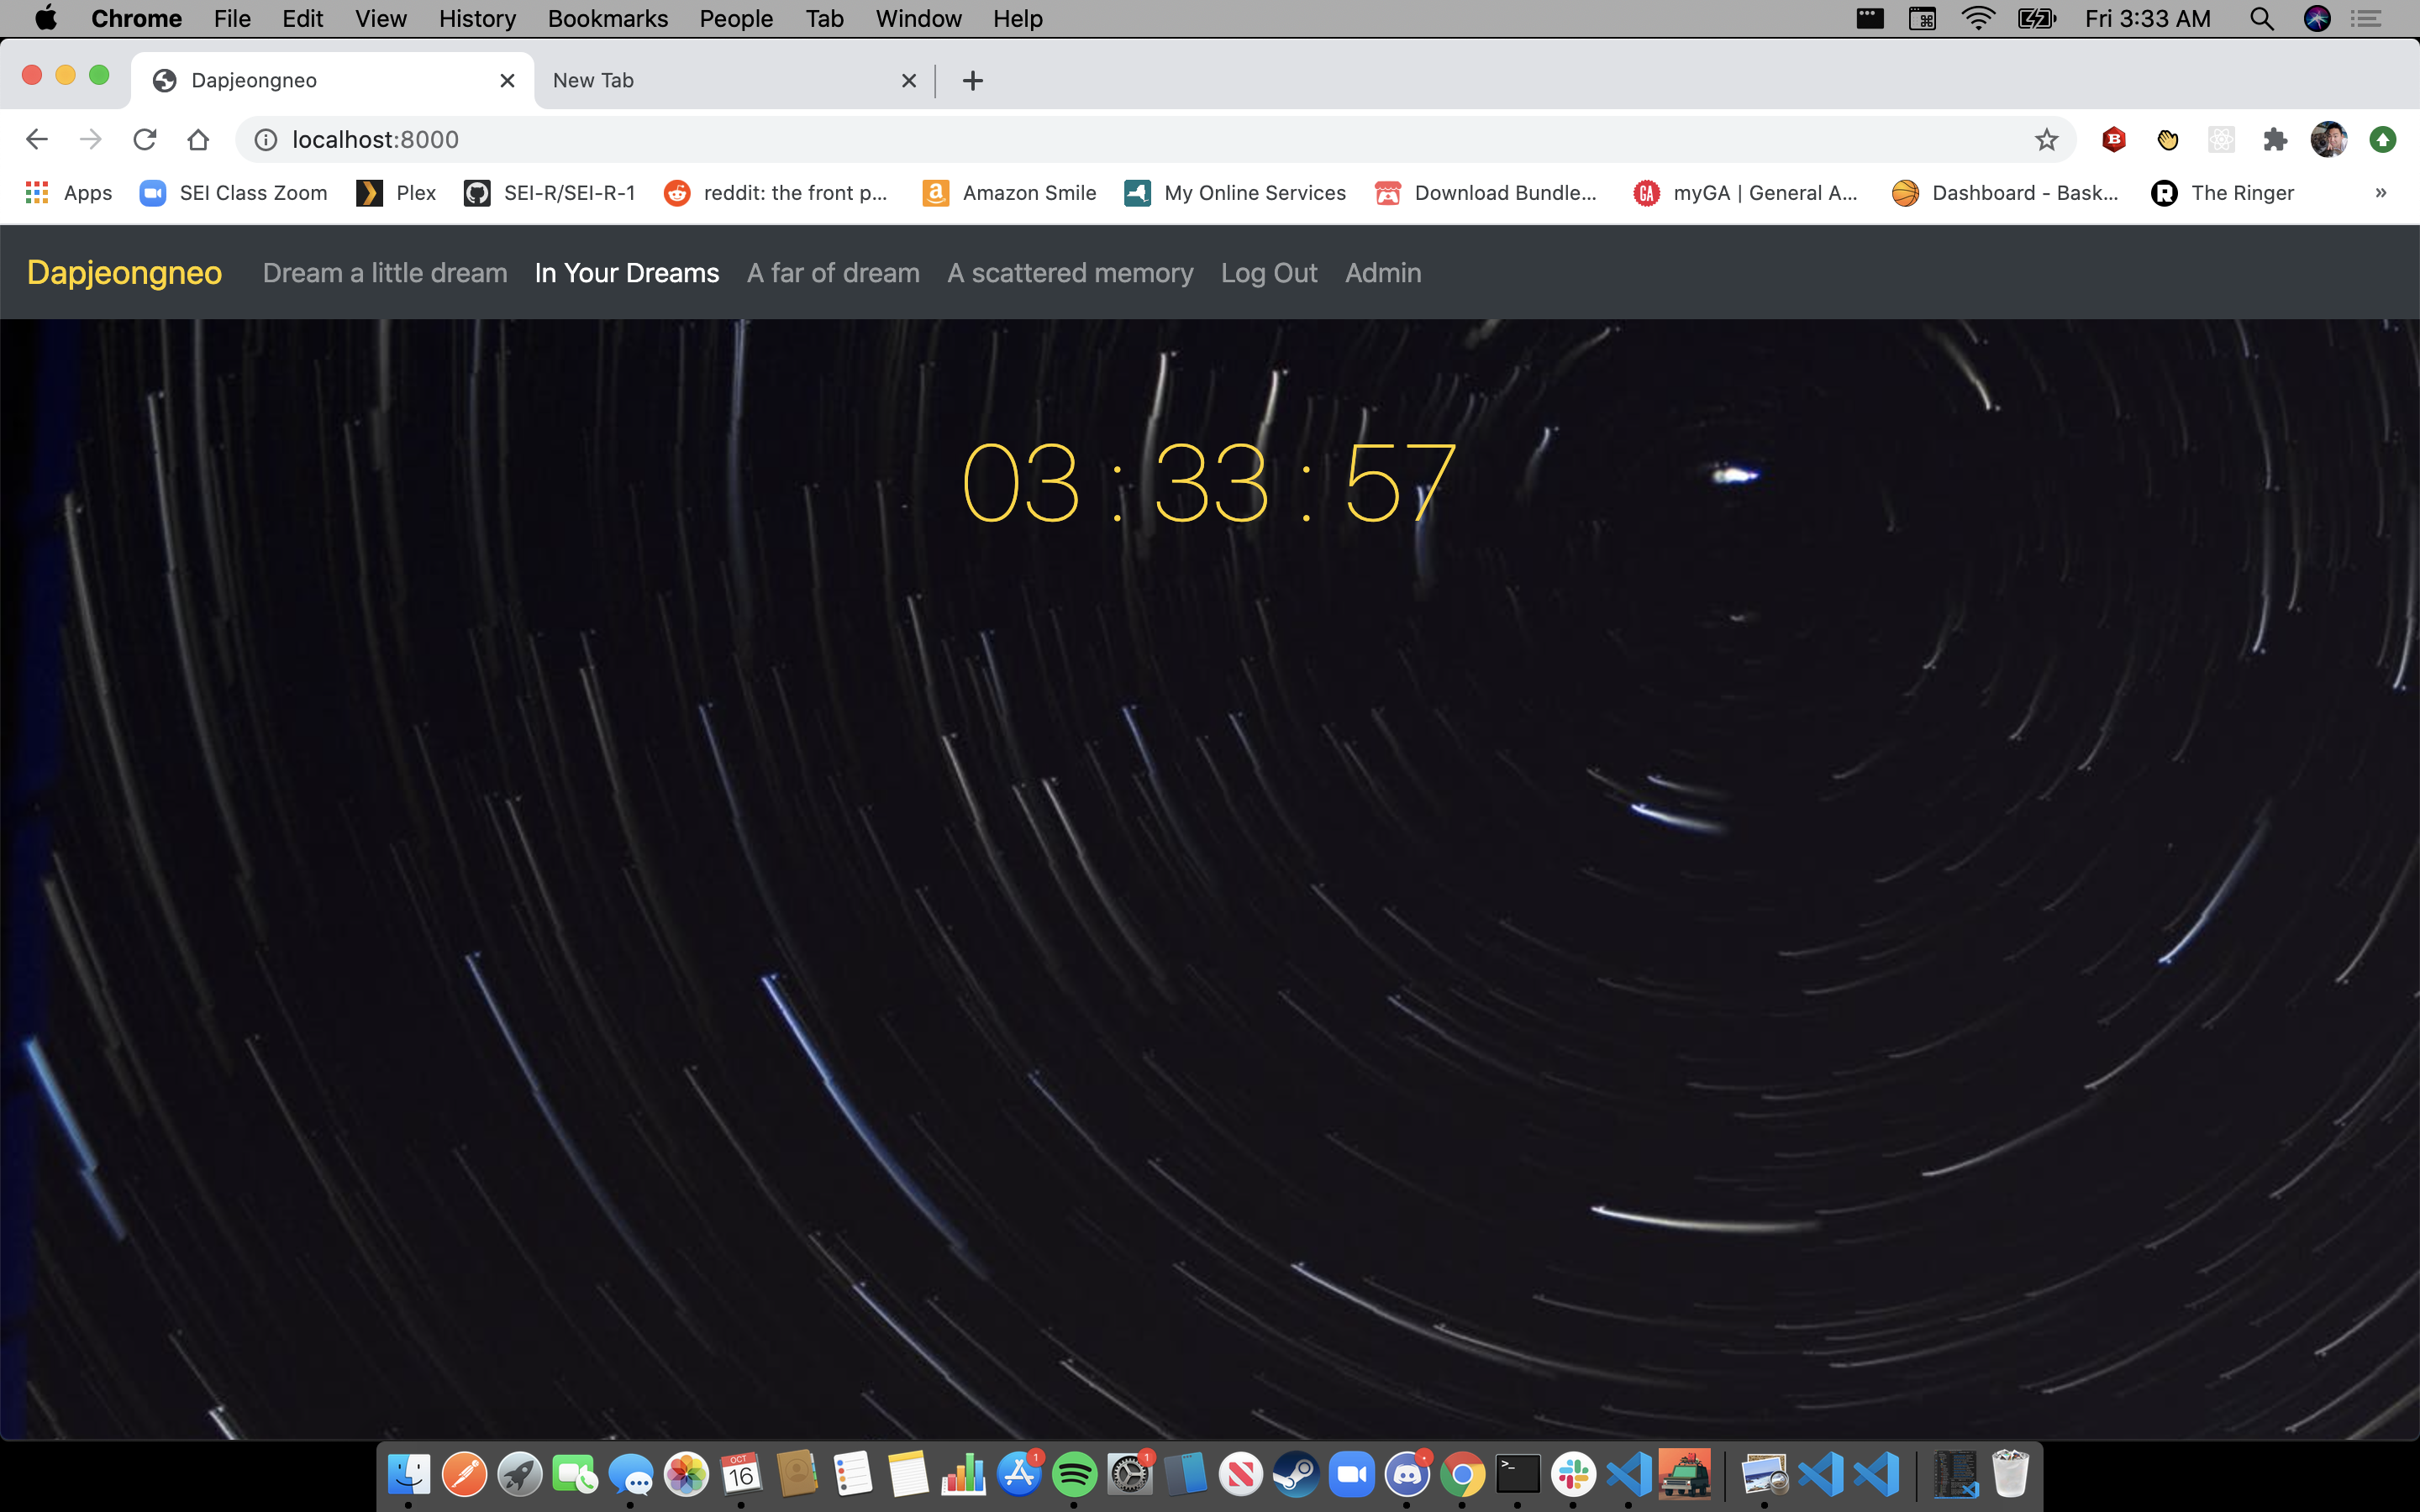 Chrome File Edit View History Bookmarks People Tab Window Help Fri 3:33 AM
Dapjeongneo New Tab
localhost:8000
Apps SEI Class Zoom Plex SEI-R/SEI-R-1 reddit: the front p... Amazon Smile My Online Services Download Bundle... GA myGA | General A... Dashboard - Bask... R The Ringer »
Dapjeongneo Dream a little dream In Your Dreams A far of dream A scattered memory Log Out Admin
03 : 33 : 57
OCT
16
1
1